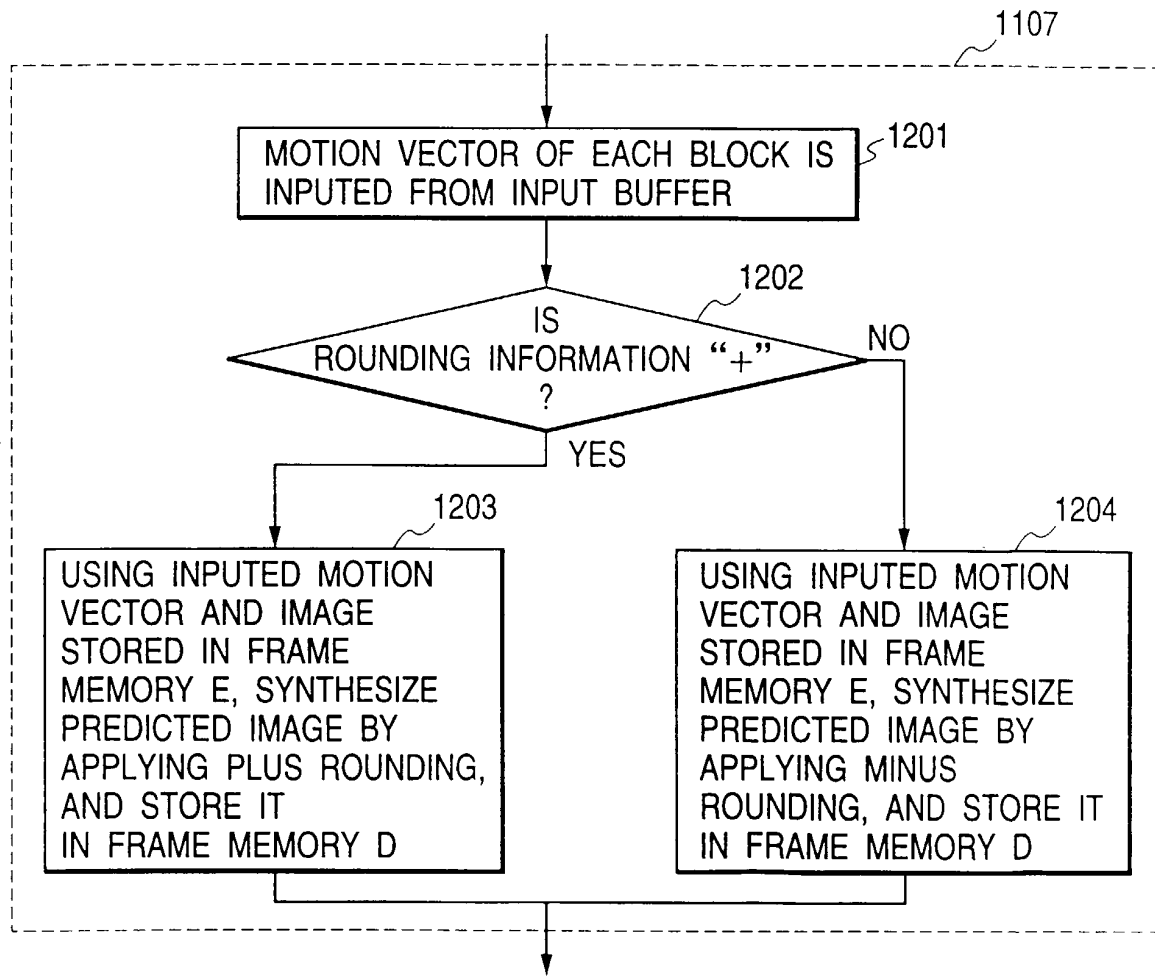 1107
1201
MOTION VECTOR OF EACH BLOCK IS
INPUTED FROM INPUT BUFFER
1202
IS
ROUNDING INFORMATION “+”
?
NO
YES
1203
USING INPUTED MOTION
VECTOR AND IMAGE
STORED IN FRAME
MEMORY E, SYNTHESIZE
PREDICTED IMAGE BY
APPLYING PLUS ROUNDING,
AND STORE IT
IN FRAME MEMORY D
1204
USING INPUTED MOTION
VECTOR AND IMAGE
STORED IN FRAME
MEMORY E, SYNTHESIZE
PREDICTED IMAGE BY
APPLYING MINUS
ROUNDING, AND STORE IT
IN FRAME MEMORY D